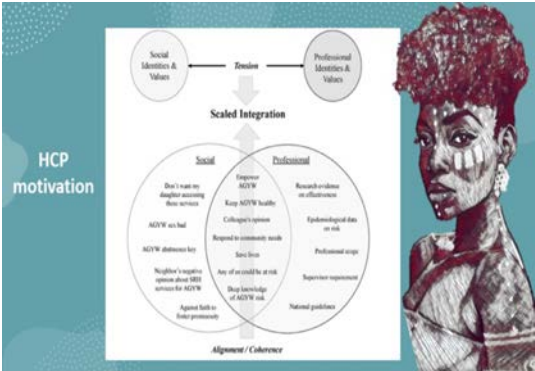 HCP
motivation
Social
Identities &
Values
Tension
Professional
Identities &
Values
Scaled Integration
Social
Professional
Don't want my
daughter accessing
these services
AGYW sex bad
AGYW abstinence key
Neighbor's negative
opinion about SRH
services for AGYW
Against faith to
foster promiscuity
Empower
AGYW
Keep AGYW healthy
Colleague's opinion
Respond to community needs
Save lives
Any of us could be at risk
Deep knowledge
of AGYW risk
Research evidence
on effectiveness
Epidemiological data
on risk
Professional scope
Supervisor requirement
National guidelines
Alignment / Coherence